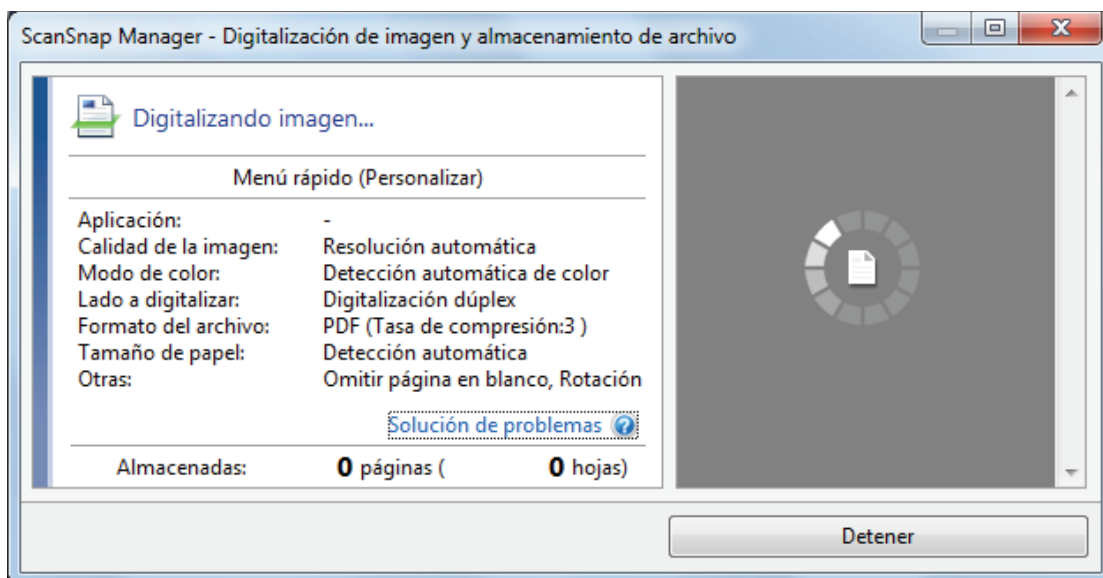 ScanSnap Manager - Digitalización de imagen y almacenamiento de archivo
Digitalizando imagen...
Menú rápido (Personalizar)
Aplicación: -
Calidad de la imagen: Resolución automática
Modo de color: Detección automática de color
Lado a digitalizar: Digitalización dúplex
Formato del archivo: PDF (Tasa de compresión:3 )
Tamaño de papel: Detección automática
Otras: Omitir página en blanco, Rotación
Solución de problemas ?
Almacenadas: 0 páginas ( 0 hojas)
Detener